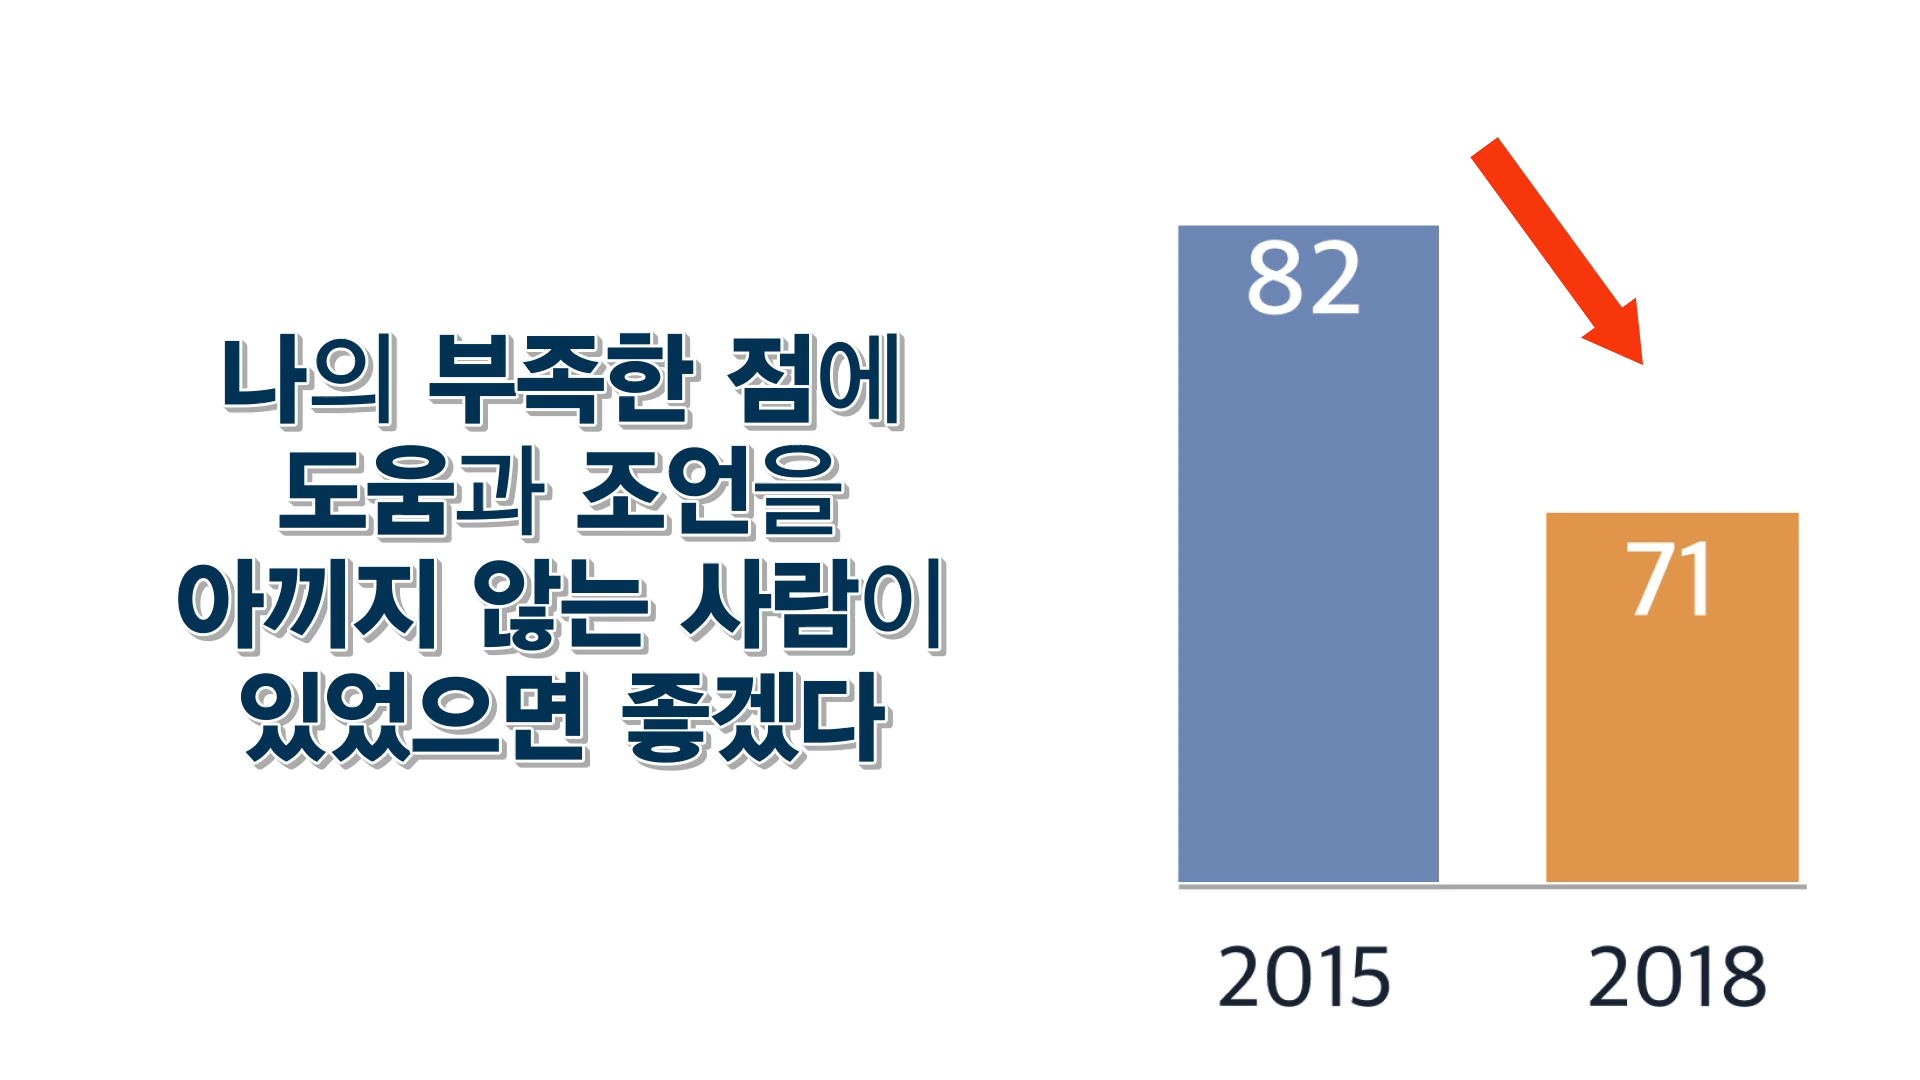 나의 부족한 점에
도움과 조언을
아끼지 않는 사람이
있었으면 좋겠다
82
71
2015
2018